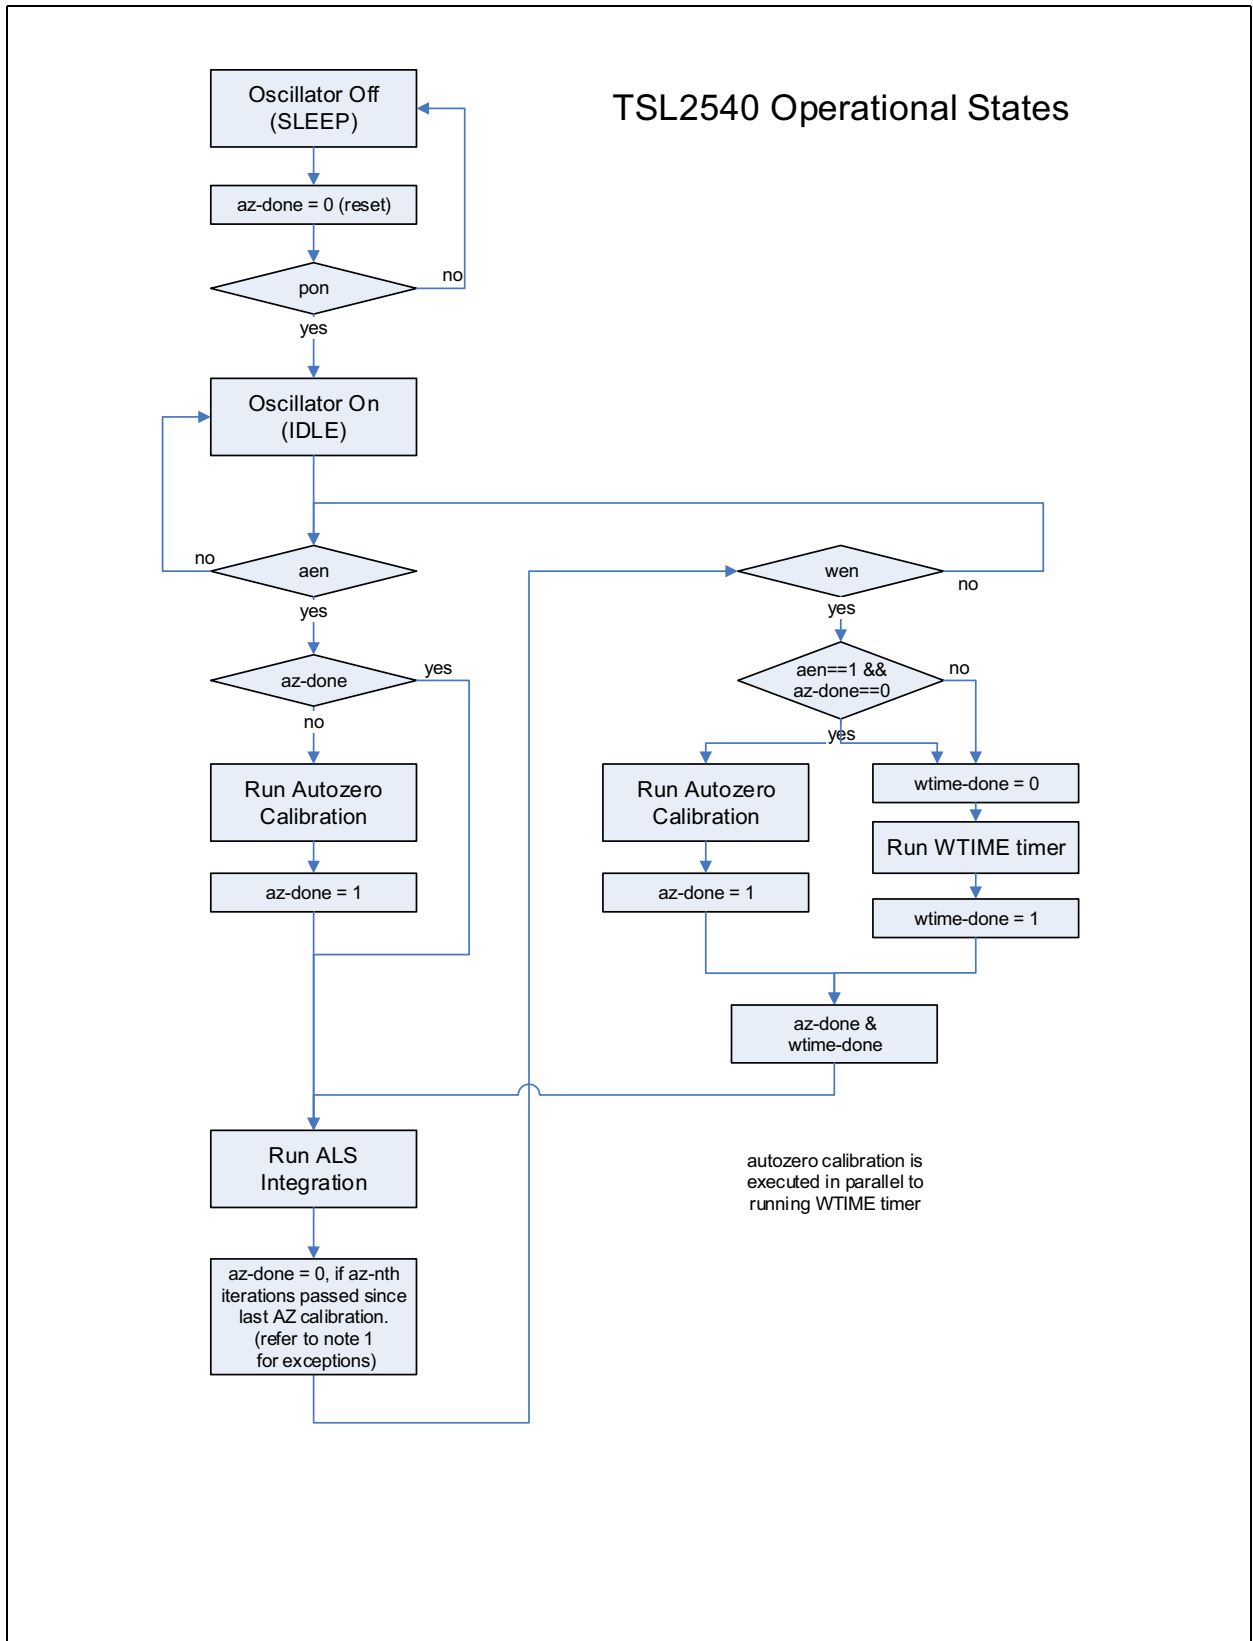 TSL2540 Operational States
Oscillator Off
(SLEEP)
az-done = 0 (reset)
pon
no
yes
Oscillator On
(IDLE)
no
aen
yes
az-done
yes
no
Run Autozero
Calibration
az-done = 1
wen
no
yes
aen==1 &&
az-done==0
no
yes
Run Autozero
Calibration
az-done = 1
wtime-done = 0
Run WTIME timer
wtime-done = 1
az-done &
wtime-done
Run ALS
Integration
autozero calibration is
executed in parallel to
running WTIME timer
az-done = 0, if az-nth
iterations passed since
last AZ calibration.
(refer to note 1
for exceptions)